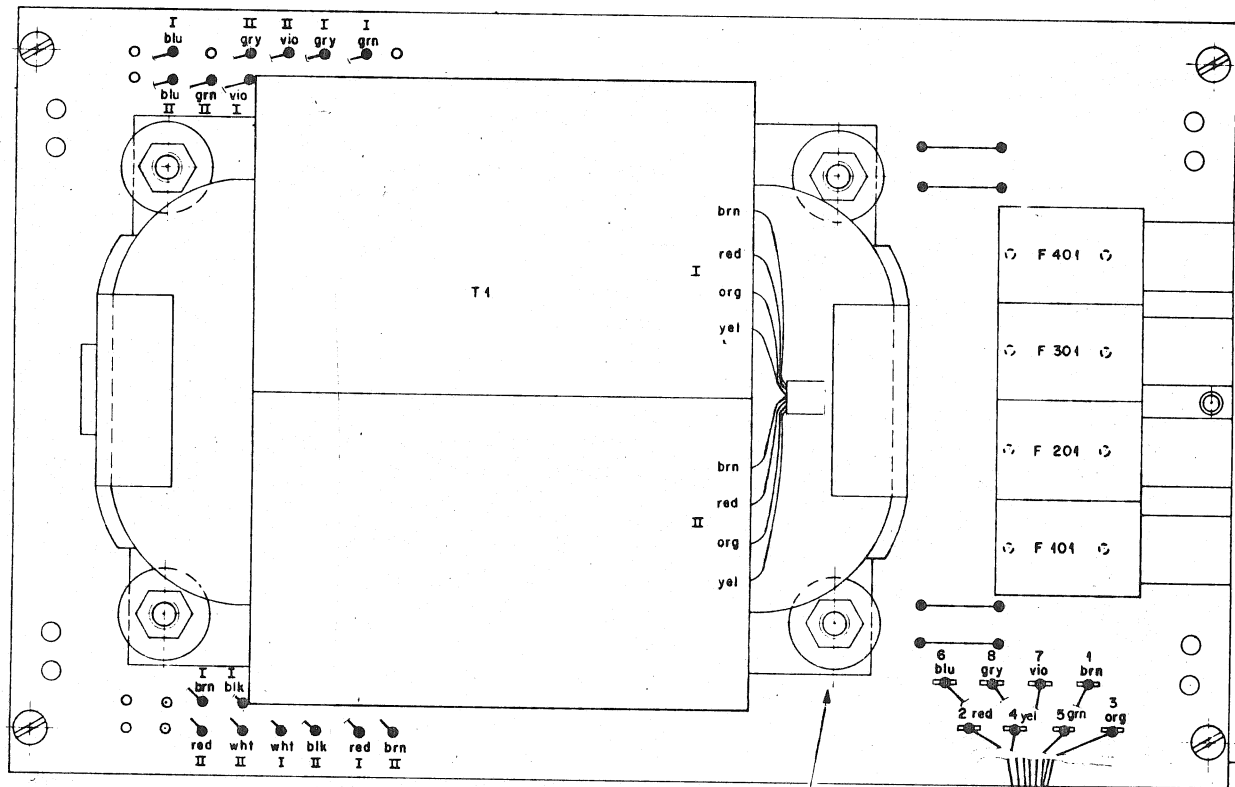 I II II I I
blu gry vio gry grn
blu grn vio
II II I
brn
red
I
org
yel
T 1
brn
red
II
org
yel
F 401
F 301
F 201
F 101
6 8 7 1
blu gry vio brn
2 red 4 yel 5 grn 3 org
I I
brn blk
red wht wht blk red brn
II II I II I II